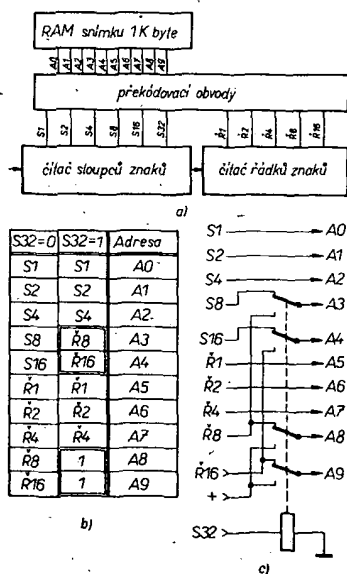 RAM snímku 1K byte
A0 A1 A2 A3 A4 A5 A6 A7 A8 A9
překódovací obvody
S1 S2 S4 S8 S16 S32 Ř1 Ř2 Ř4 Ř8 Ř16
čítač sloupců znaků
čítač řádků znaků
a)
S32=0 S32=1 Adresa
S1 S1 A0
S2 S2 A1
S4 S4 A2
S8 Ř8 A3
S16 Ř16 A4
Ř1 Ř1 A5
Ř2 Ř2 A6
Ř4 Ř4 A7
Ř8 1 A8
Ř16 1 A9
b)
S1 A0
S2 A1
S4 A2
S8 A3
S16 A4
Ř1 A5
Ř2 A6
Ř4 A7
Ř8 A8
Ř16 A9
+
S32
c)